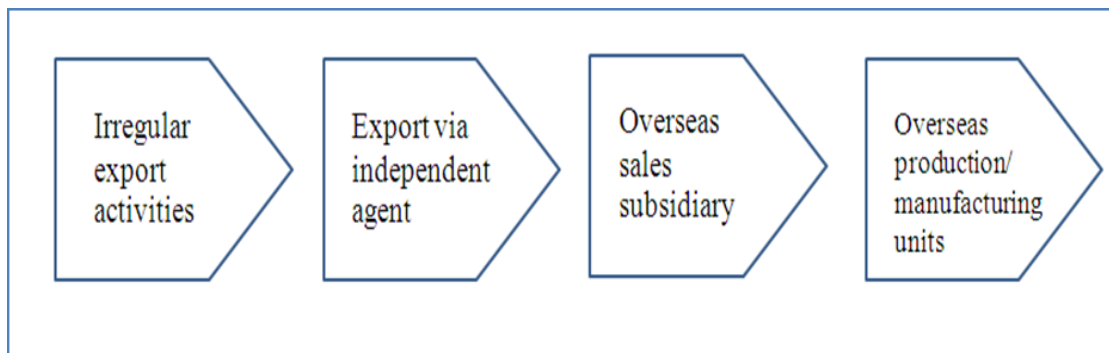 Irregular
export
activities
Export via
independent
agent
Overseas
sales
subsidiary
Overseas
production/
manufacturing
units